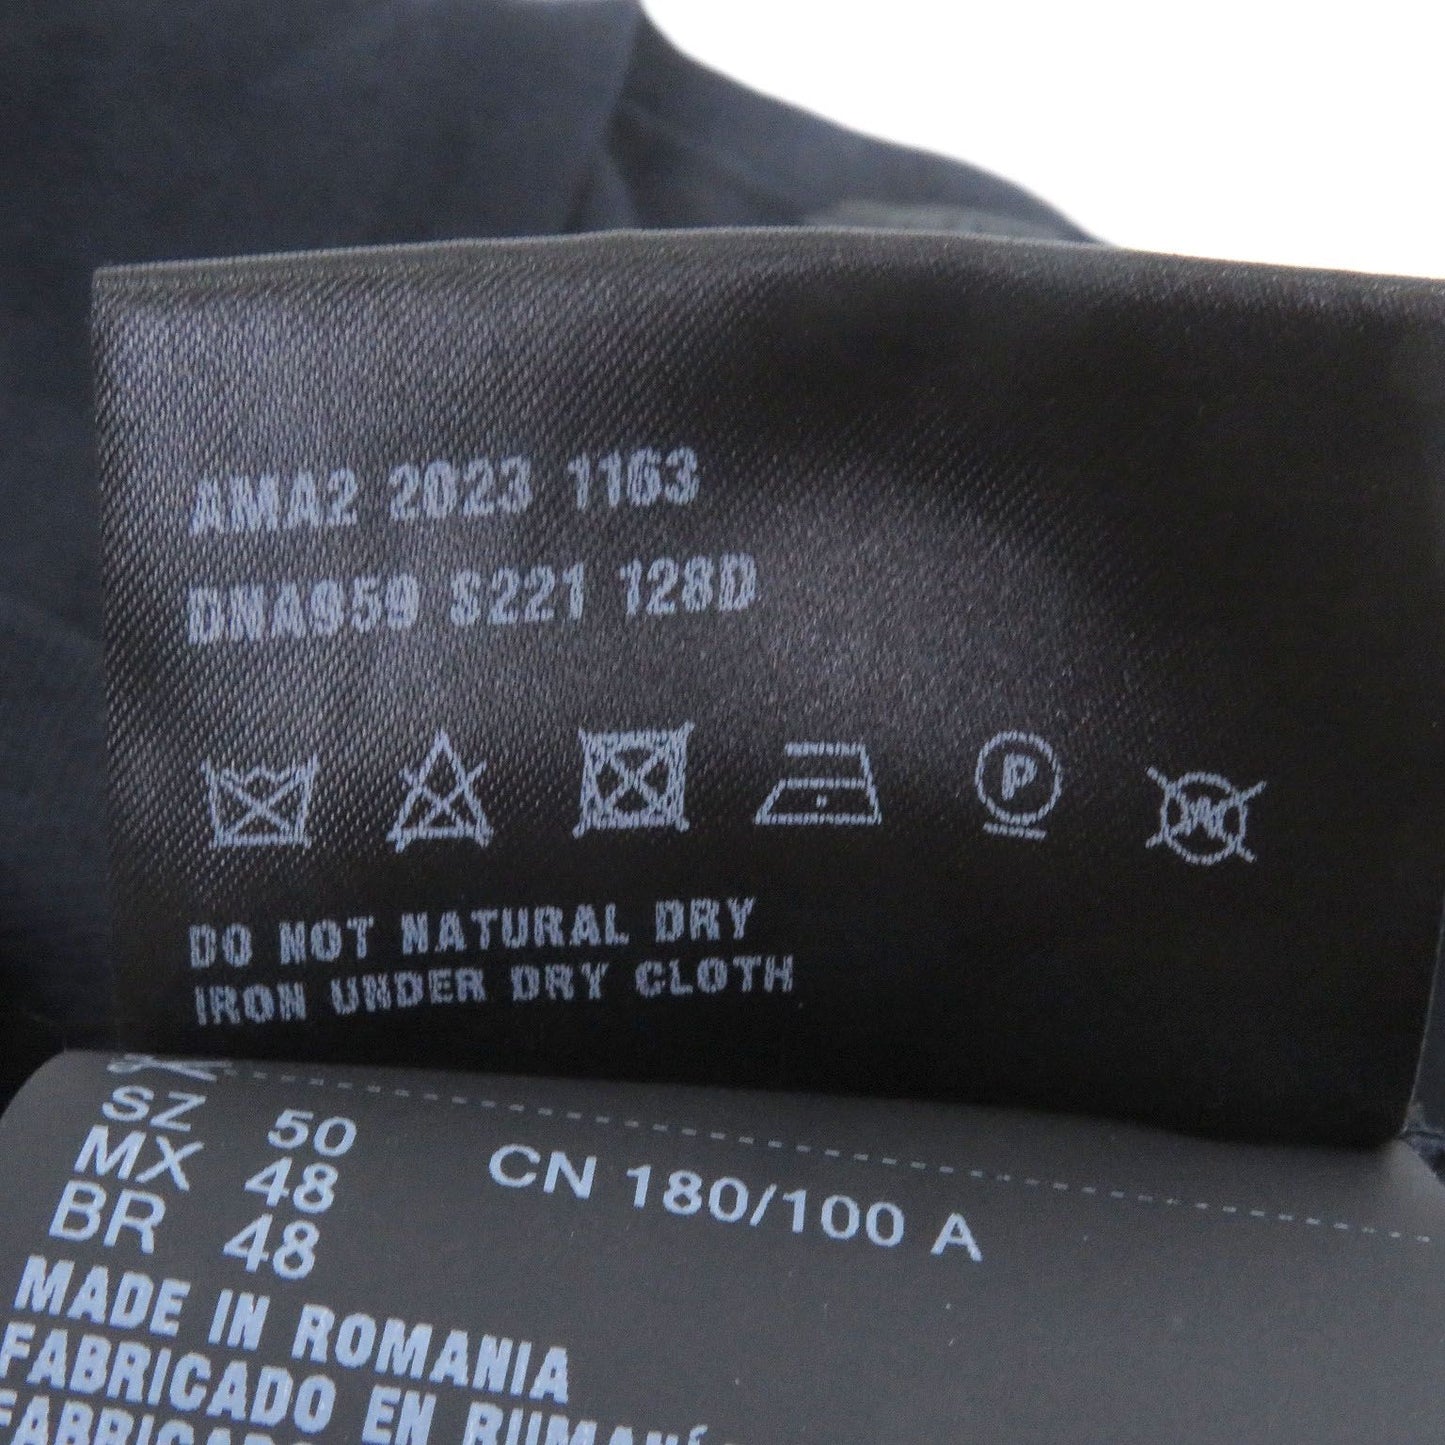 AMA2 2023 1163
DNA959 S221 128D
P
W
DO NOT NATURAL DRY
IRON UNDER DRY CLOTH
SZ 50
MX 48 CN 180/100 A
BR 48
MADE IN ROMANIA
FABRICADO EN